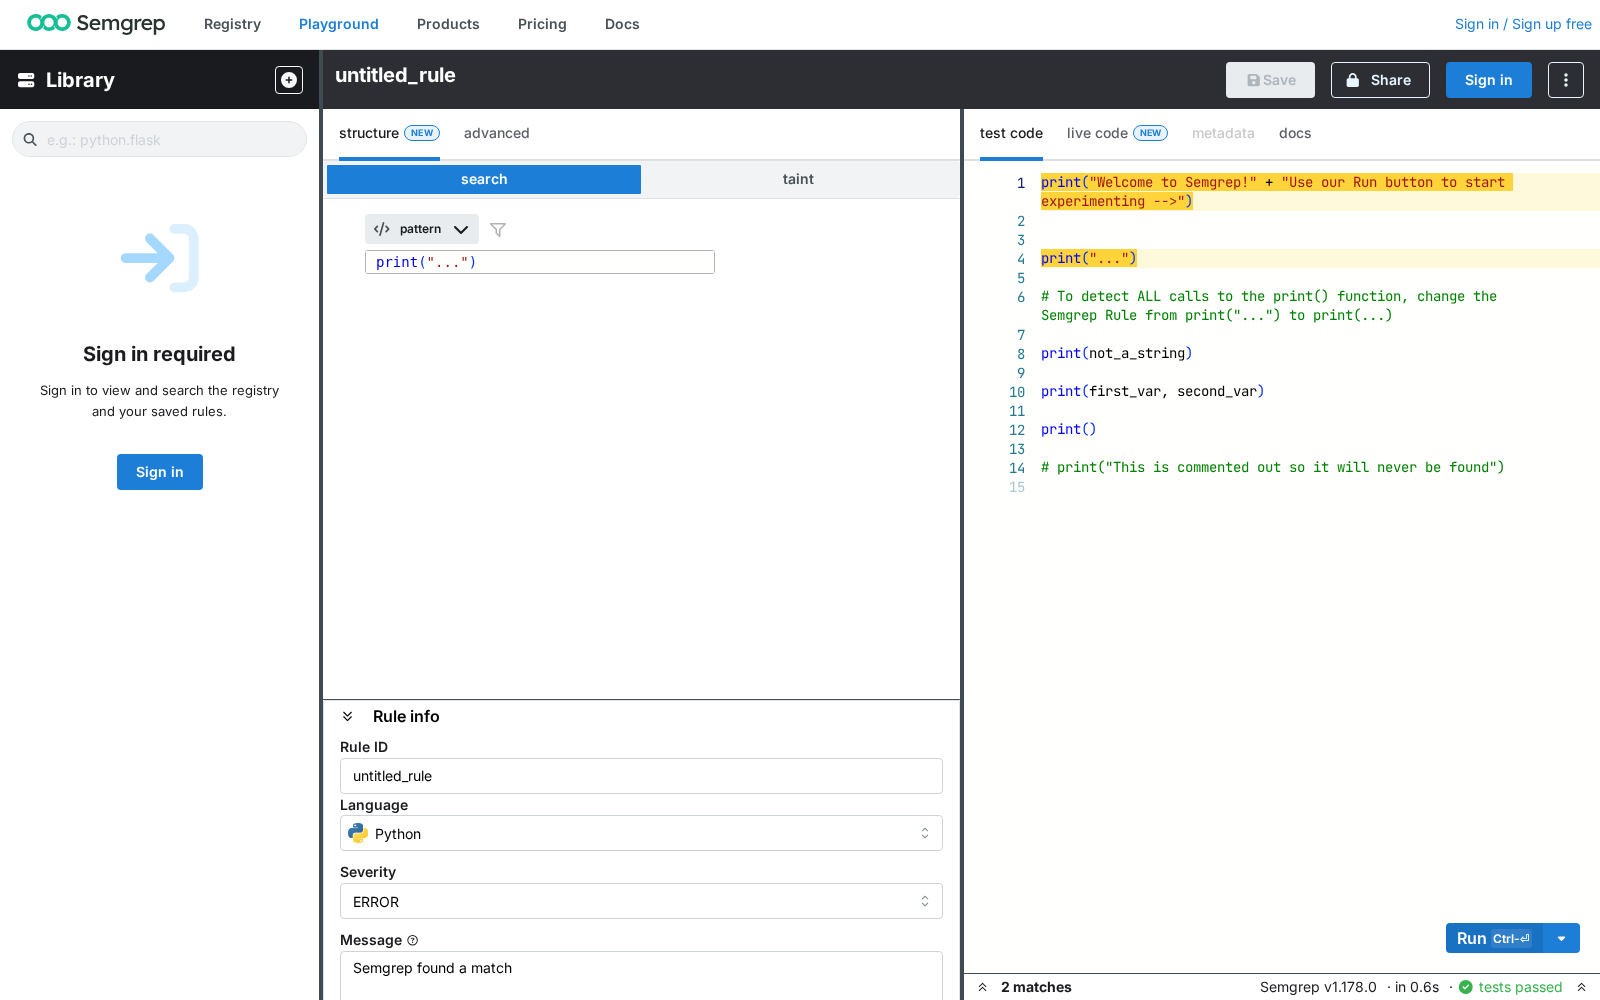 Semgrep
Registry
Playground
Products
Pricing
Docs
Sign in / Sign up free
Library
untitled_rule
Save
Share
Sign in
e.g.: python.flask
Sign in required
Sign in to view and search the registry
and your saved rules.
Sign in
structure NEW
advanced
search
taint
pattern
print("...")
Rule info
Rule ID
untitled_rule
Language
Python
Severity
ERROR
Message
Semgrep found a match
test code
live code NEW
metadata
docs
1 print("Welcome to Semgrep!" + "Use our Run button to start
experimenting -->")
2
3
4 print("...")
5
6 # To detect ALL calls to the print() function, change the
Semgrep Rule from print("...") to print(...)
7
8 print(not_a_string)
9
10 print(first_var, second_var)
11
12 print()
13
14 # print("This is commented out so it will never be found")
15
Run Ctrl-⏎
2 matches
Semgrep v1.178.0 · in 0.6s · tests passed